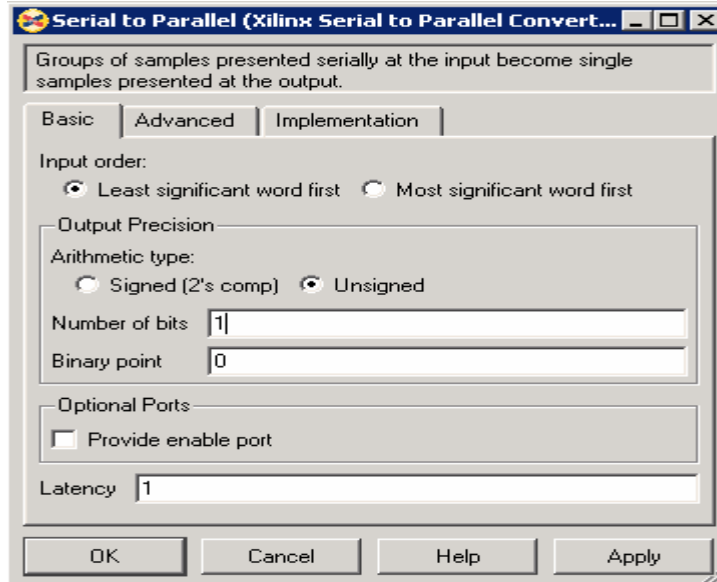 Serial to Parallel (Xilinx Serial to Parallel Convert...
Groups of samples presented serially at the input become single
samples presented at the output.
Basic Advanced Implementation
Input order:
Least significant word first Most significant word first
Output Precision
Arithmetic type:
Signed (2's comp) Unsigned
Number of bits 1
Binary point 0
Optional Ports
Provide enable port
Latency 1
OK Cancel Help Apply